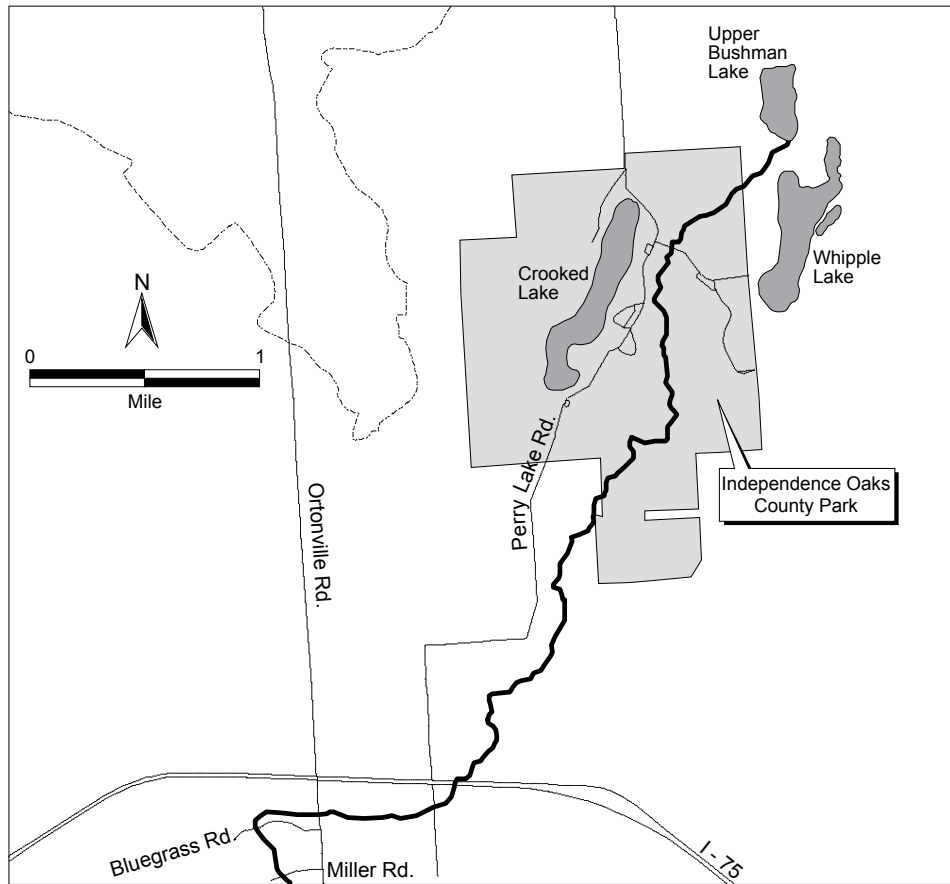 Upper
Bushman
Lake
Whipple
Lake
Crooked
Lake
N
0 1
Mile
Perry Lake Rd.
Ortonville Rd.
Independence Oaks
County Park
Bluegrass Rd.
Miller Rd.
I - 75